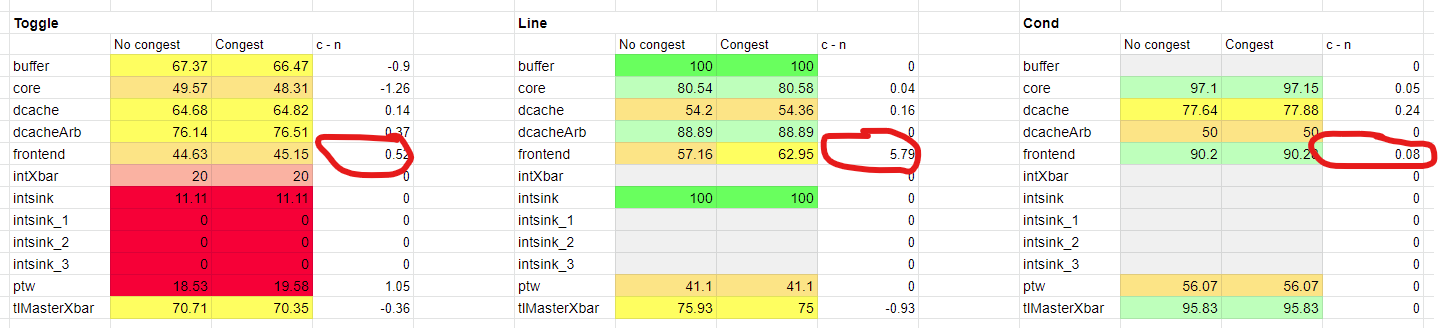 Toggle Line Cond
No congest Congest c - n No congest Congest c - n No congest Congest c - n
buffer 67.37 66.47 -0.9 buffer 100 100 0 buffer 0
core 49.57 48.31 -1.26 core 80.54 80.58 0.04 core 97.1 97.15 0.05
dcache 64.68 64.82 0.14 dcache 54.2 54.36 0.16 dcache 77.64 77.88 0.24
dcacheArb 76.14 76.51 0.37 dcacheArb 88.89 88.89 0 dcacheArb 50 50 0
frontend 44.63 45.15 0.52 frontend 57.16 62.95 5.79 frontend 90.2 90.28 0.08
intXbar 20 20 0 intXbar 0 intXbar 0
intsink 11.11 11.11 0 intsink 100 100 0 intsink 0
intsink_1 0 0 0 intsink_1 0 intsink_1 0
intsink_2 0 0 0 intsink_2 0 intsink_2 0
intsink_3 0 0 0 intsink_3 0 intsink_3 0
ptw 18.53 19.58 1.05 ptw 41.1 41.1 0 ptw 56.07 56.07 0
tlMasterXbar 70.71 70.35 -0.36 tlMasterXbar 75.93 75 -0.93 tlMasterXbar 95.83 95.83 0